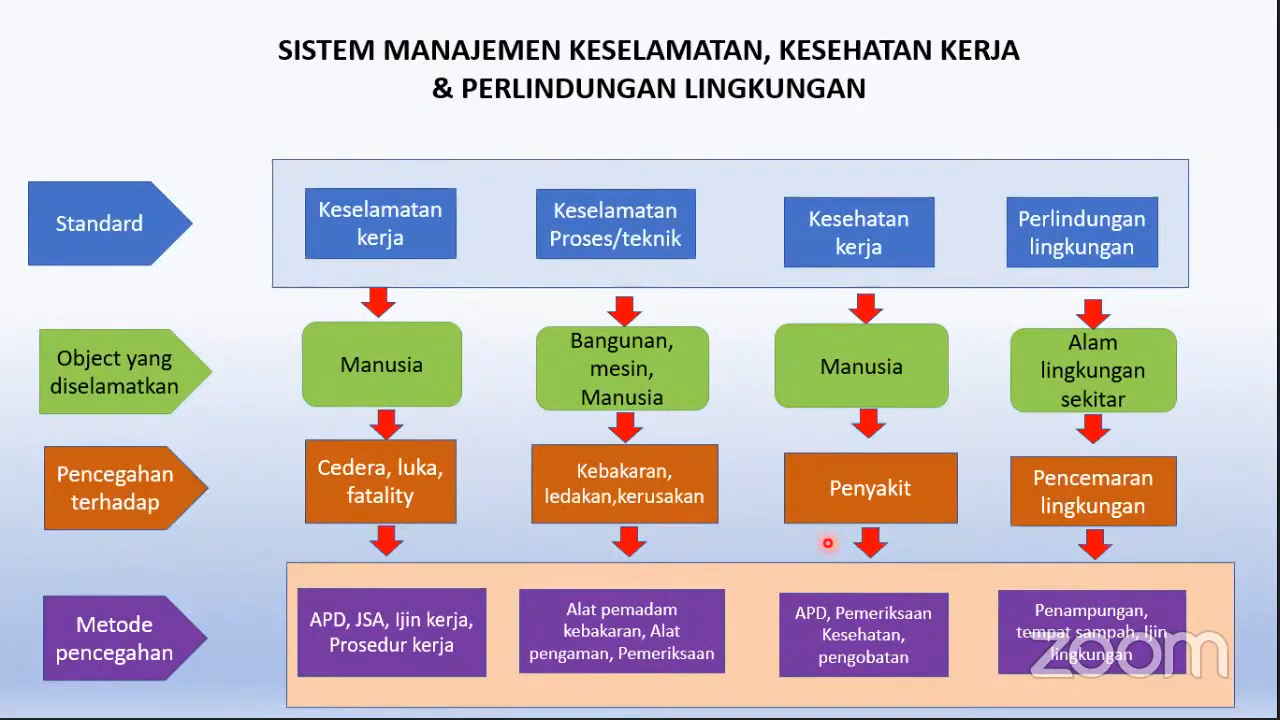 SISTEM MANAJEMEN KESELAMATAN, KESEHATAN KERJA
& PERLINDUNGAN LINGKUNGAN
Standard
Keselamatan
kerja
Keselamatan
Proses/teknik
Kesehatan
kerja
Perlindungan
lingkungan
Object yang
diselamatkan
Manusia
Bangunan,
mesin,
Manusia
Manusia
Alam
lingkungan
sekitar
Pencegahan
terhadap
Cedera, luka,
fatality
Kebakaran,
ledakan,kerusakan
Penyakit
Pencemaran
lingkungan
Metode
pencegahan
APD, JSA, Ijin kerja,
Prosedur kerja
Alat pemadam
kebakaran, Alat
pengaman, Pemeriksaan
APD, Pemeriksaan
Kesehatan,
pengobatan
Penampungan,
tempat sampah, Ijin
lingkungan
zoom